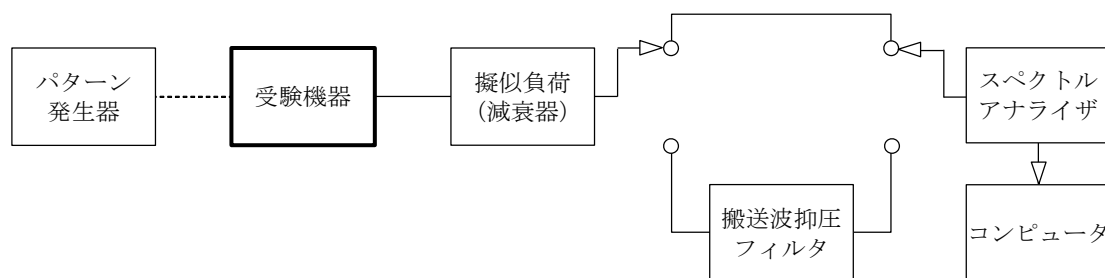 パターン
発生器
受験機器
擬似負荷
（減衰器）
スペクトル
アナライザ
搬送波抑圧
フィルタ
コンピュータ